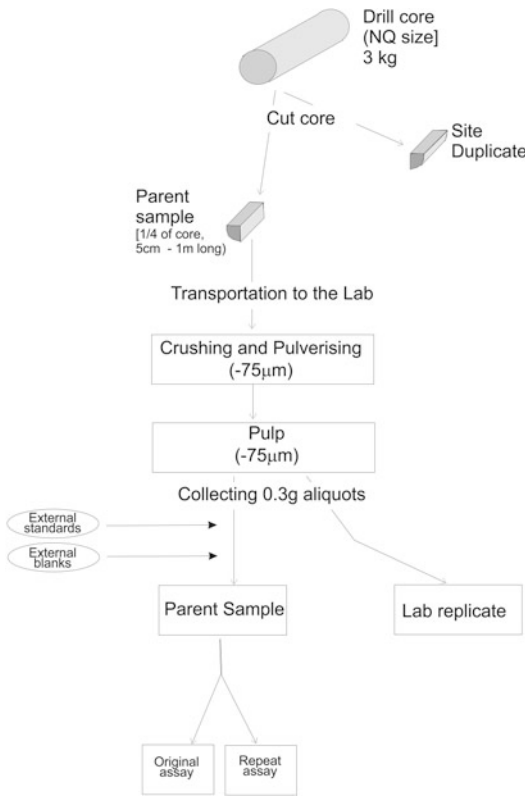 Drill core
(NQ size]
3 kg
Cut core
Site
Duplicate
Parent
sample
[1/4 of core,
5cm - 1m long)
Transportation to the Lab
Crushing and Pulverising
(-75µm)
Pulp
(-75µm)
Collecting 0.3g aliquots
External
standards
External
blanks
Parent Sample
Lab replicate
Original
assay
Repeat
assay